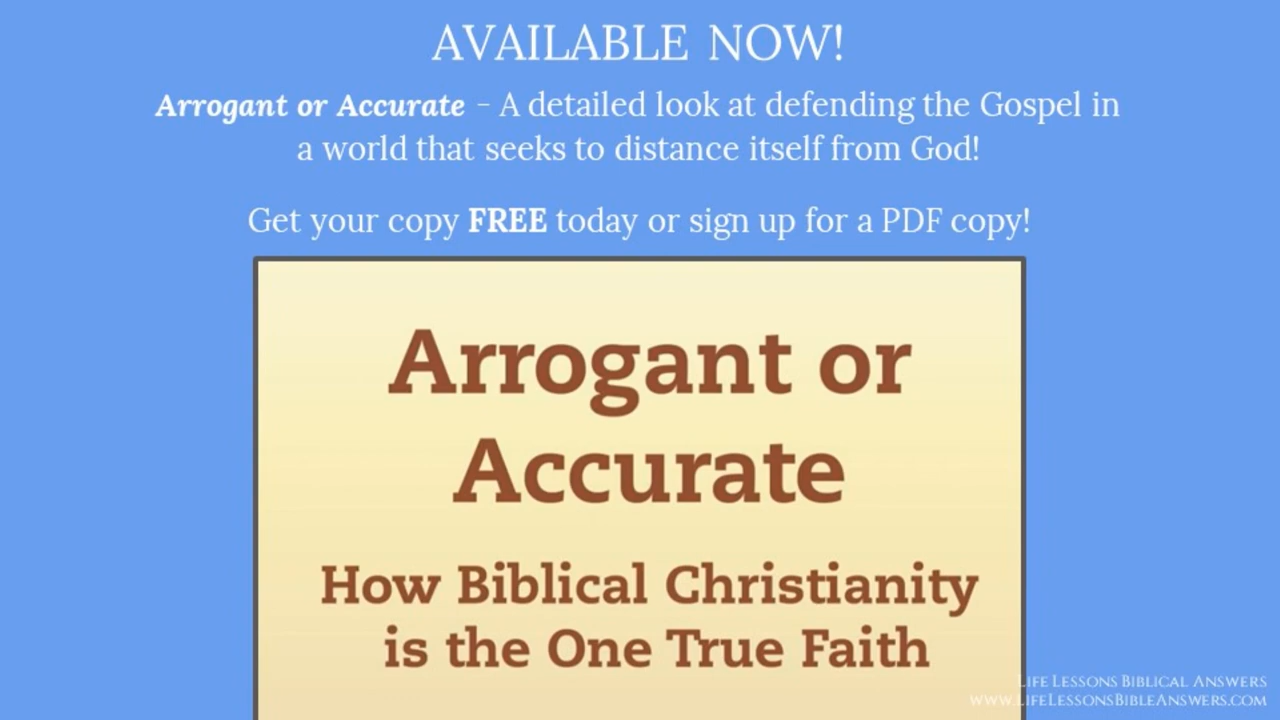 AVAILABLE NOW!
Arrogant or Accurate - A detailed look at defending the Gospel in
a world that seeks to distance itself from God!
Get your copy FREE today or sign up for a PDF copy!
Arrogant or
Accurate
How Biblical Christianity
is the One True Faith
Life Lessons Biblical Answers
www.LifeLessonsBibleAnswers.com